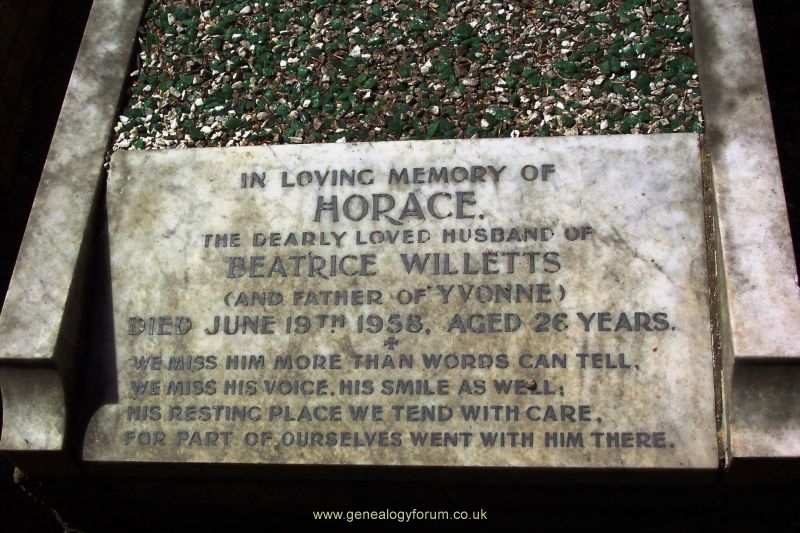 IN LOVING MEMORY OF
HORACE.
THE DEARLY LOVED HUSBAND OF
BEATRICE WILLETTS
(AND FATHER OF YVONNE)
DIED JUNE 19TH 1958, AGED 26 YEARS.
WE MISS HIM MORE THAN WORDS CAN TELL,
WE MISS HIS VOICE, HIS SMILE AS WELL;
HIS RESTING PLACE WE TEND WITH CARE,
FOR PART OF OURSELVES WENT WITH HIM THERE.
www.genealogyforum.co.uk